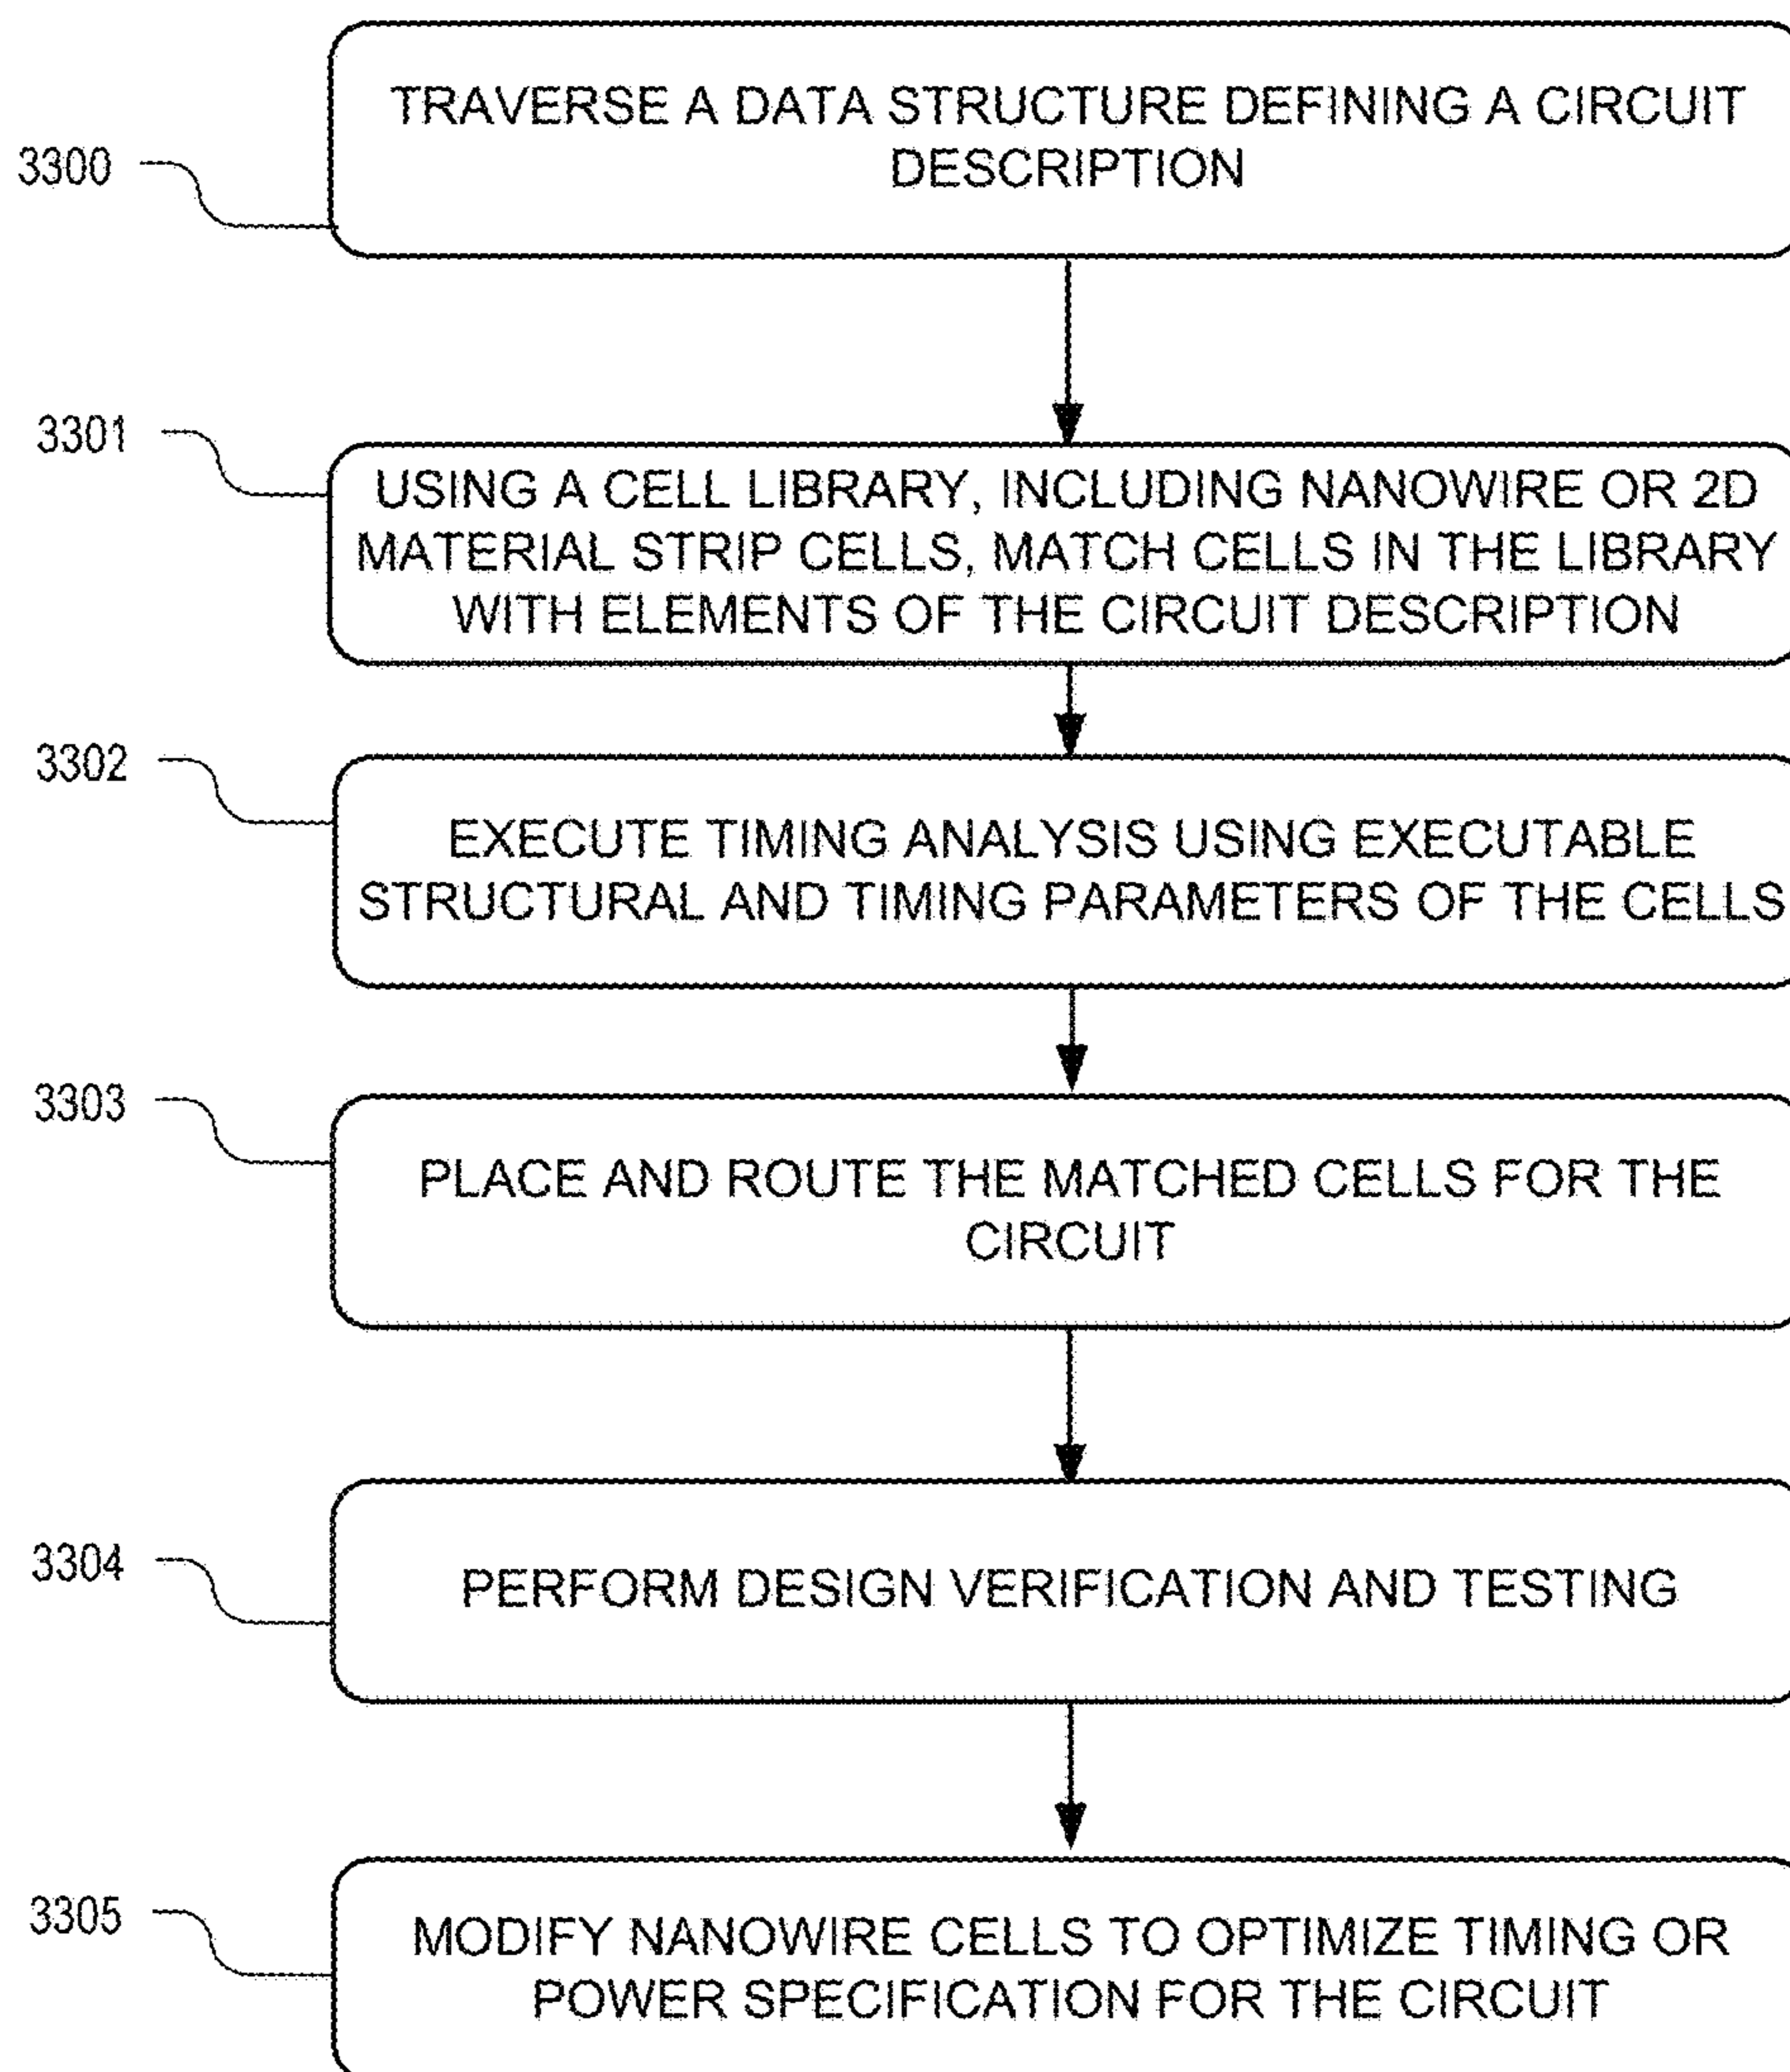 TRAVERSE A DATA STRUCTURE DEFINING A CIRCUIT
DESCRIPTION
3300
3301
USING A CELL LIBRARY, INCLUDING NANOWIRE OR 2D
MATERIAL STRIP CELLS, MATCH CELLS IN THE LIBRARY
WITH ELEMENTS OF THE CIRCUIT DESCRIPTION
3302
EXECUTE TIMING ANALYSIS USING EXECUTABLE
STRUCTURAL AND TIMING PARAMETERS OF THE CELLS
3303
PLACE AND ROUTE THE MATCHED CELLS FOR THE
CIRCUIT
3304
PERFORM DESIGN VERIFICATION AND TESTING
3305
MODIFY NANOWIRE CELLS TO OPTIMIZE TIMING OR
POWER SPECIFICATION FOR THE CIRCUIT